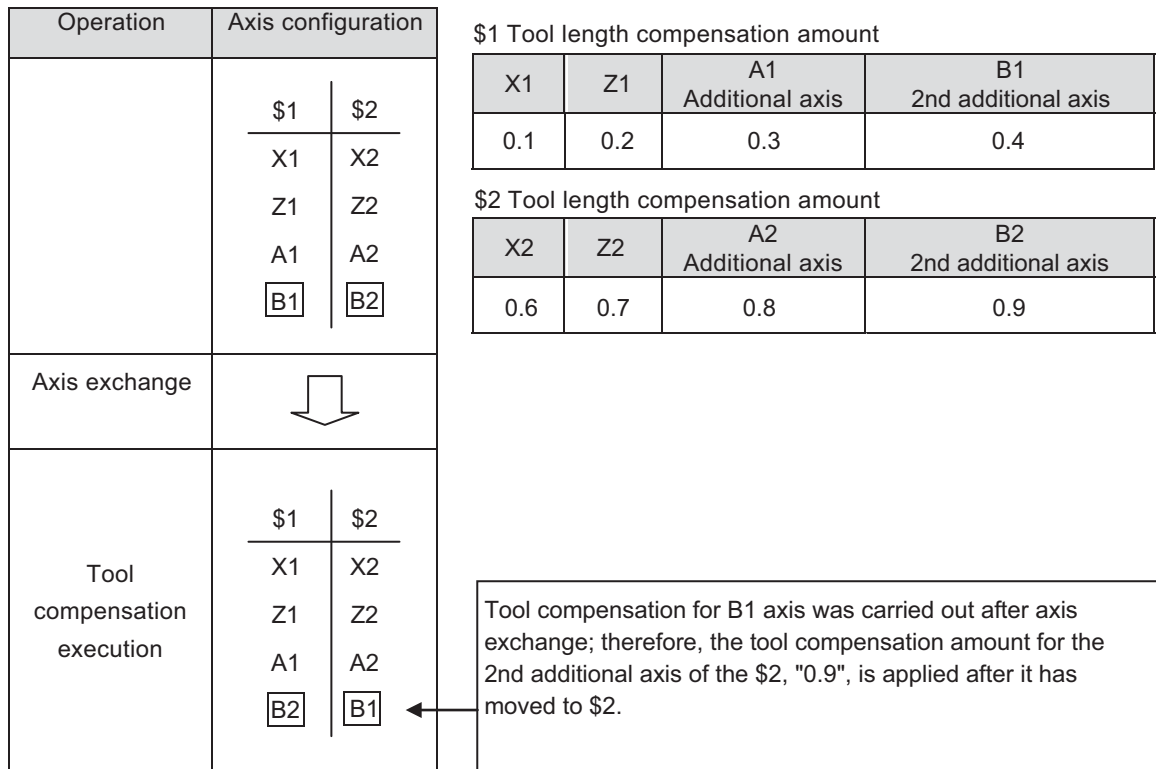 Operation Axis configuration
$1 $2
X1 X2
Z1 Z2
A1 A2
B1 B2
Axis exchange
Tool
compensation
execution
$1 $2
X1 X2
Z1 Z2
A1 A2
B2 B1
$1 Tool length compensation amount
X1 Z1 A1 B1
Additional axis 2nd additional axis
0.1 0.2 0.3 0.4
$2 Tool length compensation amount
X2 Z2 A2 B2
Additional axis 2nd additional axis
0.6 0.7 0.8 0.9
Tool compensation for B1 axis was carried out after axis
exchange; therefore, the tool compensation amount for the
2nd additional axis of the $2, "0.9", is applied after it has
moved to $2.